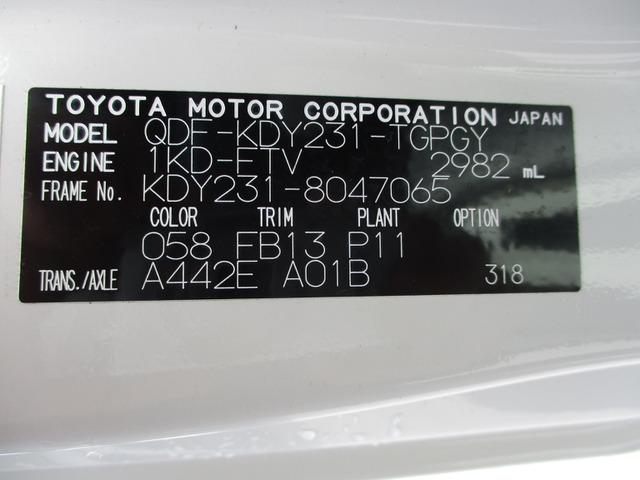 TOYOTA MOTOR CORPORATION JAPAN
MODEL QDF-KDY231-TGPGY
ENGINE 1KD-FTV 2982 mL
FRAME No. KDY231-8047065
COLOR TRIM PLANT OPTION
058 FB13 P11
TRANS./AXLE A442E A01B 318